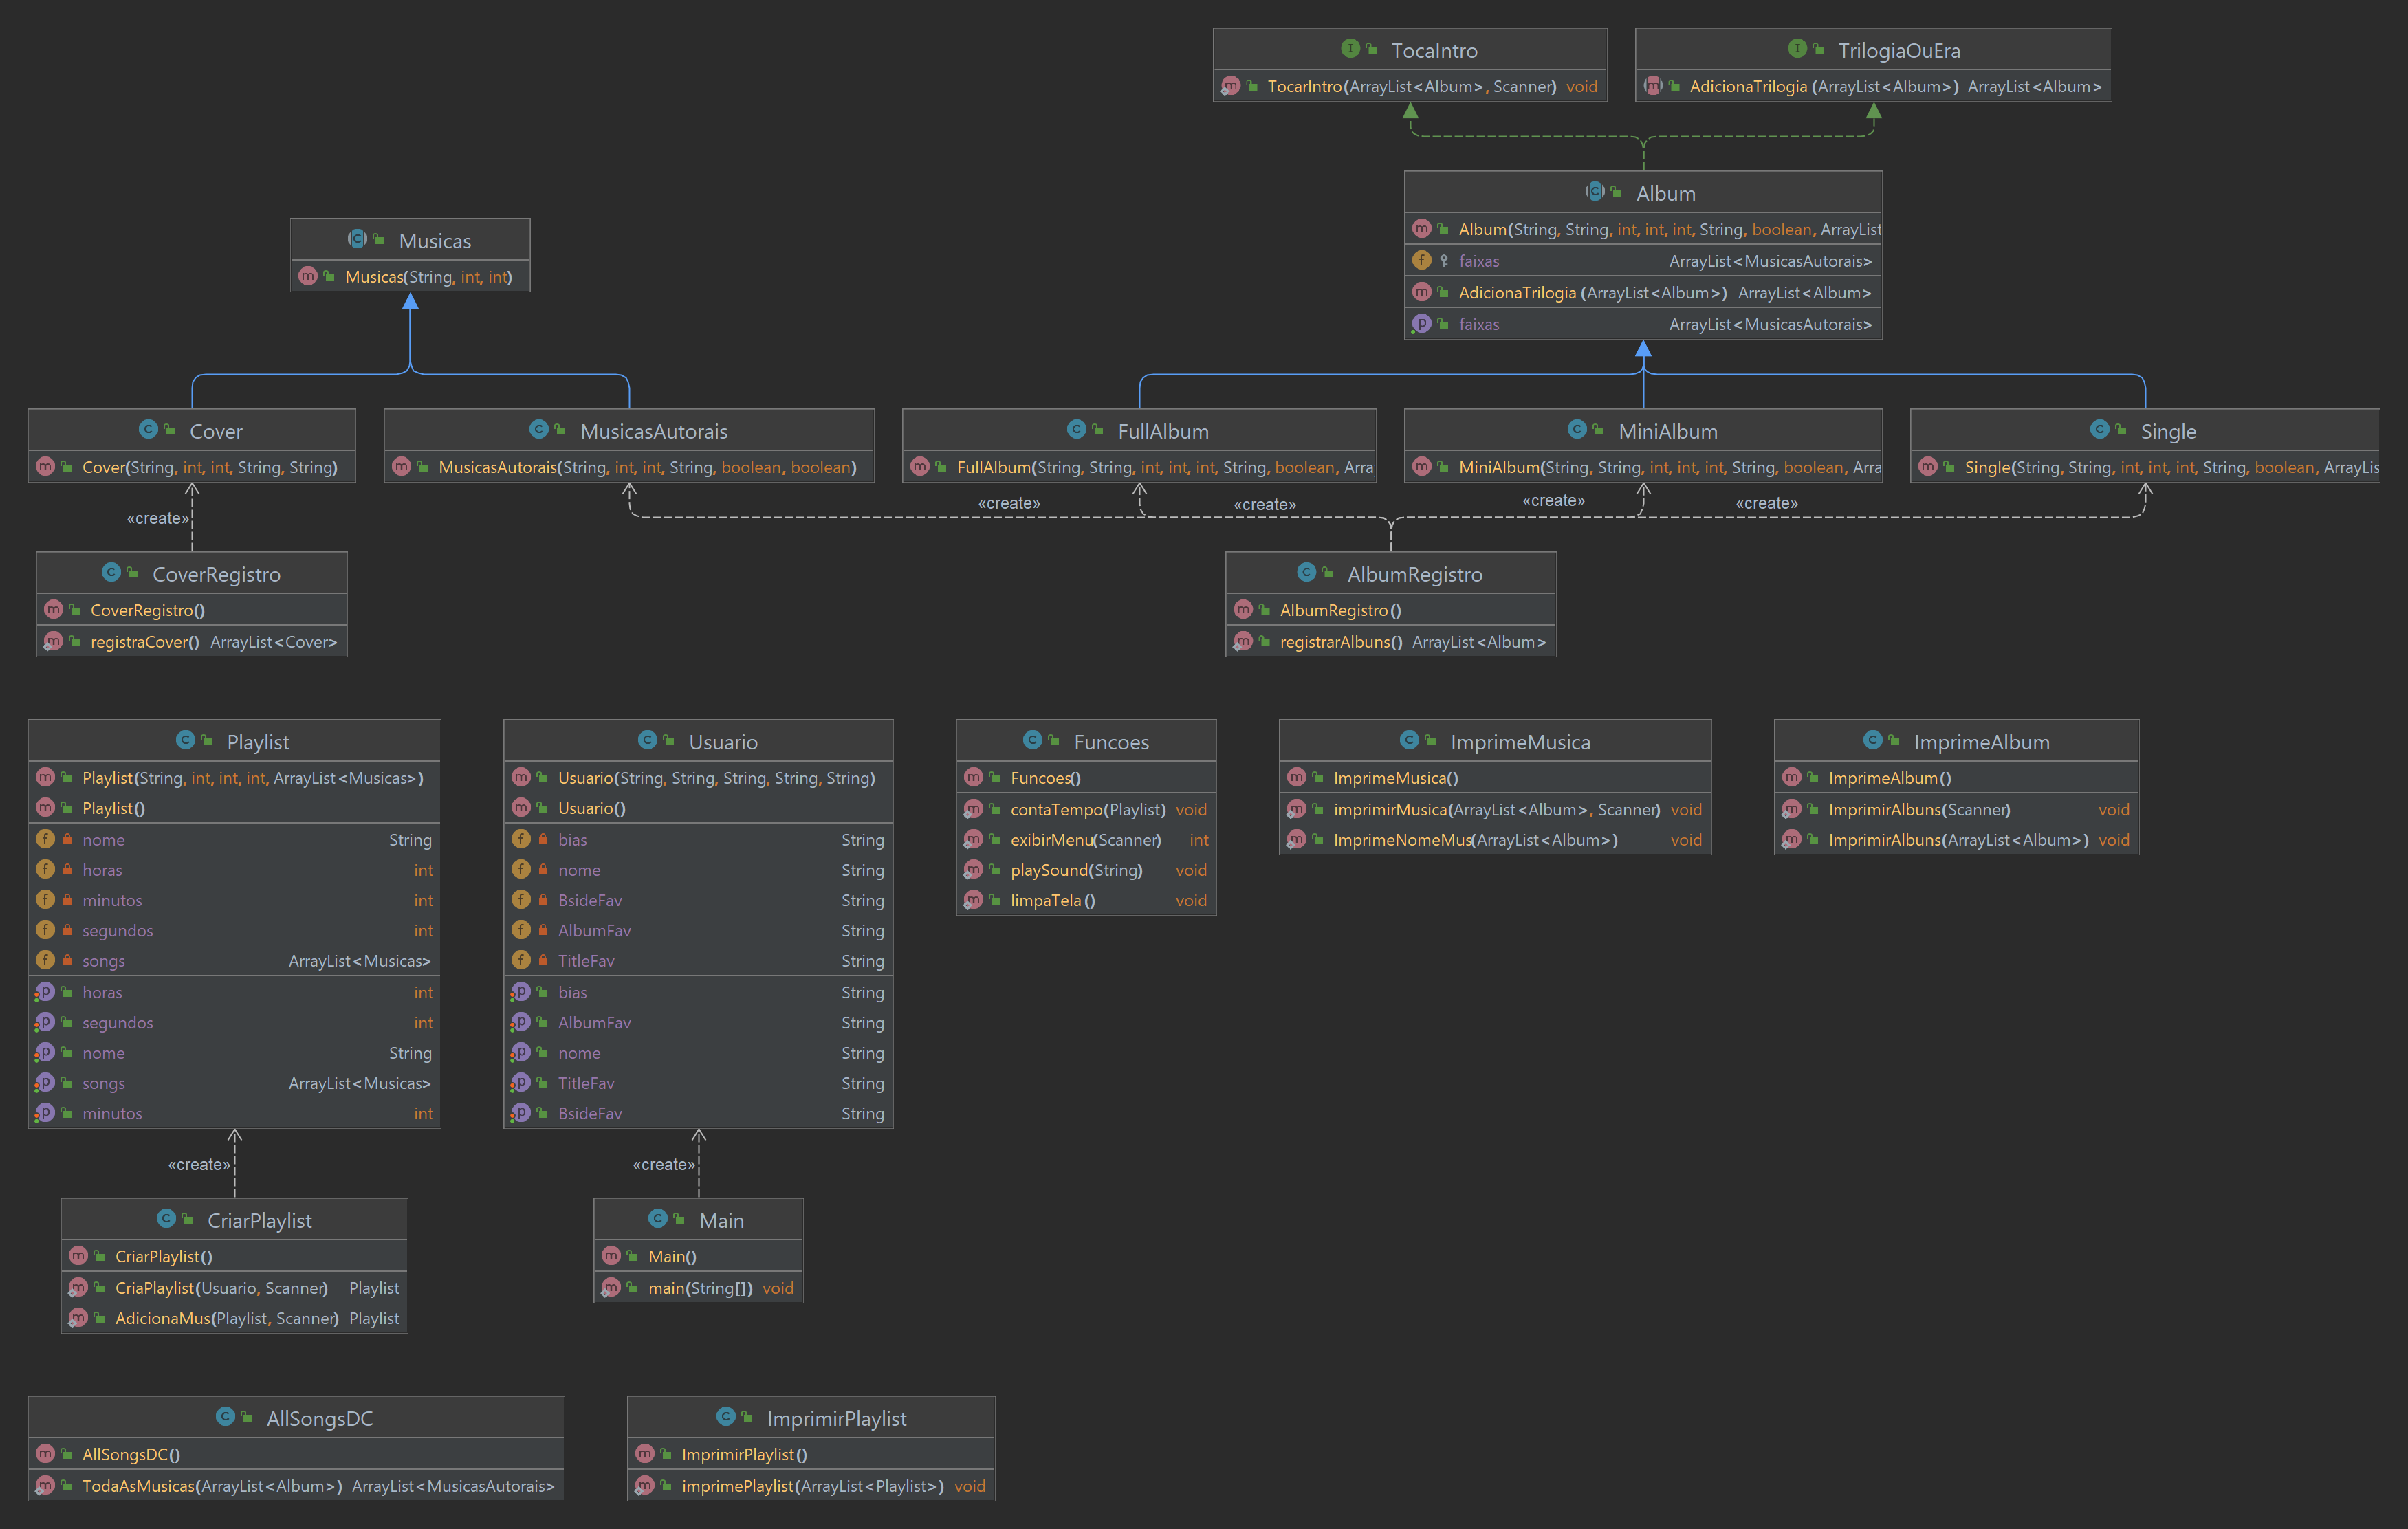 TocaIntro
TocarIntro(ArrayList<Album>, Scanner) void
TrilogiaOuEra
AdicionaTrilogia (ArrayList<Album>) ArrayList<Album>
Album
Album(String, String, int, int, int, String, boolean, ArrayList
faixas ArrayList<MusicasAutorais>
AdicionaTrilogia (ArrayList<Album>) ArrayList<Album>
faixas ArrayList<MusicasAutorais>
Musicas
Musicas(String, int, int)
Cover
Cover(String, int, int, String, String)
MusicasAutorais
MusicasAutorais(String, int, int, String, boolean, boolean)
FullAlbum
FullAlbum(String, String, int, int, int, String, boolean, Arra
MiniAlbum
MiniAlbum(String, String, int, int, int, String, boolean, Arra
Single
Single(String, String, int, int, int, String, boolean, ArrayLis
«create»
«create»
«create»
«create»
«create»
CoverRegistro
CoverRegistro()
registraCover() ArrayList<Cover>
AlbumRegistro
AlbumRegistro()
registrarAlbuns() ArrayList<Album>
Playlist
Playlist(String, int, int, int, ArrayList<Musicas>)
Playlist()
nome String
horas int
minutos int
segundos int
songs ArrayList<Musicas>
horas int
segundos int
nome String
songs ArrayList<Musicas>
minutos int
Usuario
Usuario(String, String, String, String, String)
Usuario()
bias String
nome String
BsideFav String
AlbumFav String
TitleFav String
bias String
AlbumFav String
nome String
TitleFav String
BsideFav String
Funcoes
Funcoes()
contaTempo(Playlist) void
exibirMenu(Scanner) int
playSound(String) void
limpaTela() void
ImprimeMusica
ImprimeMusica()
imprimirMusica(ArrayList<Album>, Scanner) void
ImprimeNomeMus(ArrayList<Album>) void
ImprimeAlbum
ImprimeAlbum()
ImprimirAlbuns(Scanner) void
ImprimirAlbuns(ArrayList<Album>) void
«create»
«create»
CriarPlaylist
CriarPlaylist()
CriaPlaylist(Usuario, Scanner) Playlist
AdicionaMus(Playlist, Scanner) Playlist
Main
Main()
main(String[]) void
AllSongsDC
AllSongsDC()
TodaAsMusicas(ArrayList<Album>) ArrayList<MusicasAutorais>
ImprimirPlaylist
ImprimirPlaylist()
imprimePlaylist(ArrayList<Playlist>) void